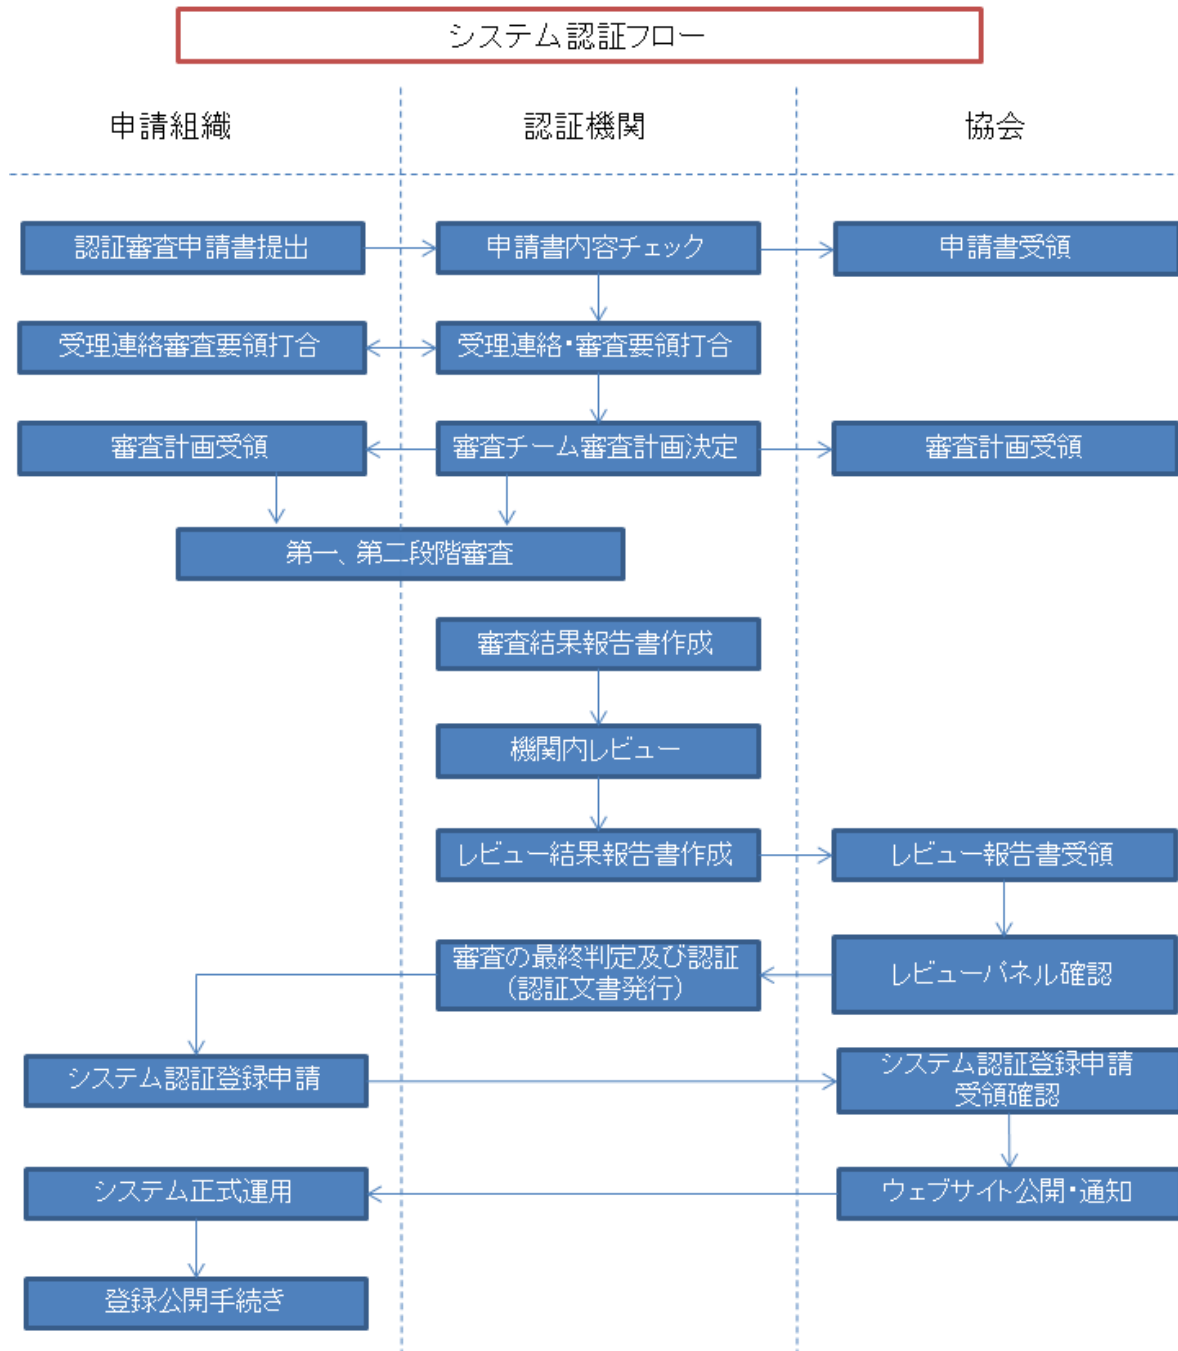 システム認証フロー
申請組織
認証機関
協会
認証審査申請書提出
申請書内容チェック
申請書受領
受理連絡審査要領打合
受理連絡・審査要領打合
審査計画受領
審査チーム審査計画決定
審査計画受領
第一、第二段階審査
審査結果報告書作成
機関内レビュー
レビュー結果報告書作成
レビュー報告書受領
審査の最終判定及び認証
(認証文書発行)
レビューパネル確認
システム認証登録申請
システム認証登録申請
受領確認
システム正式運用
ウェブサイト公開・通知
登録公開手続き